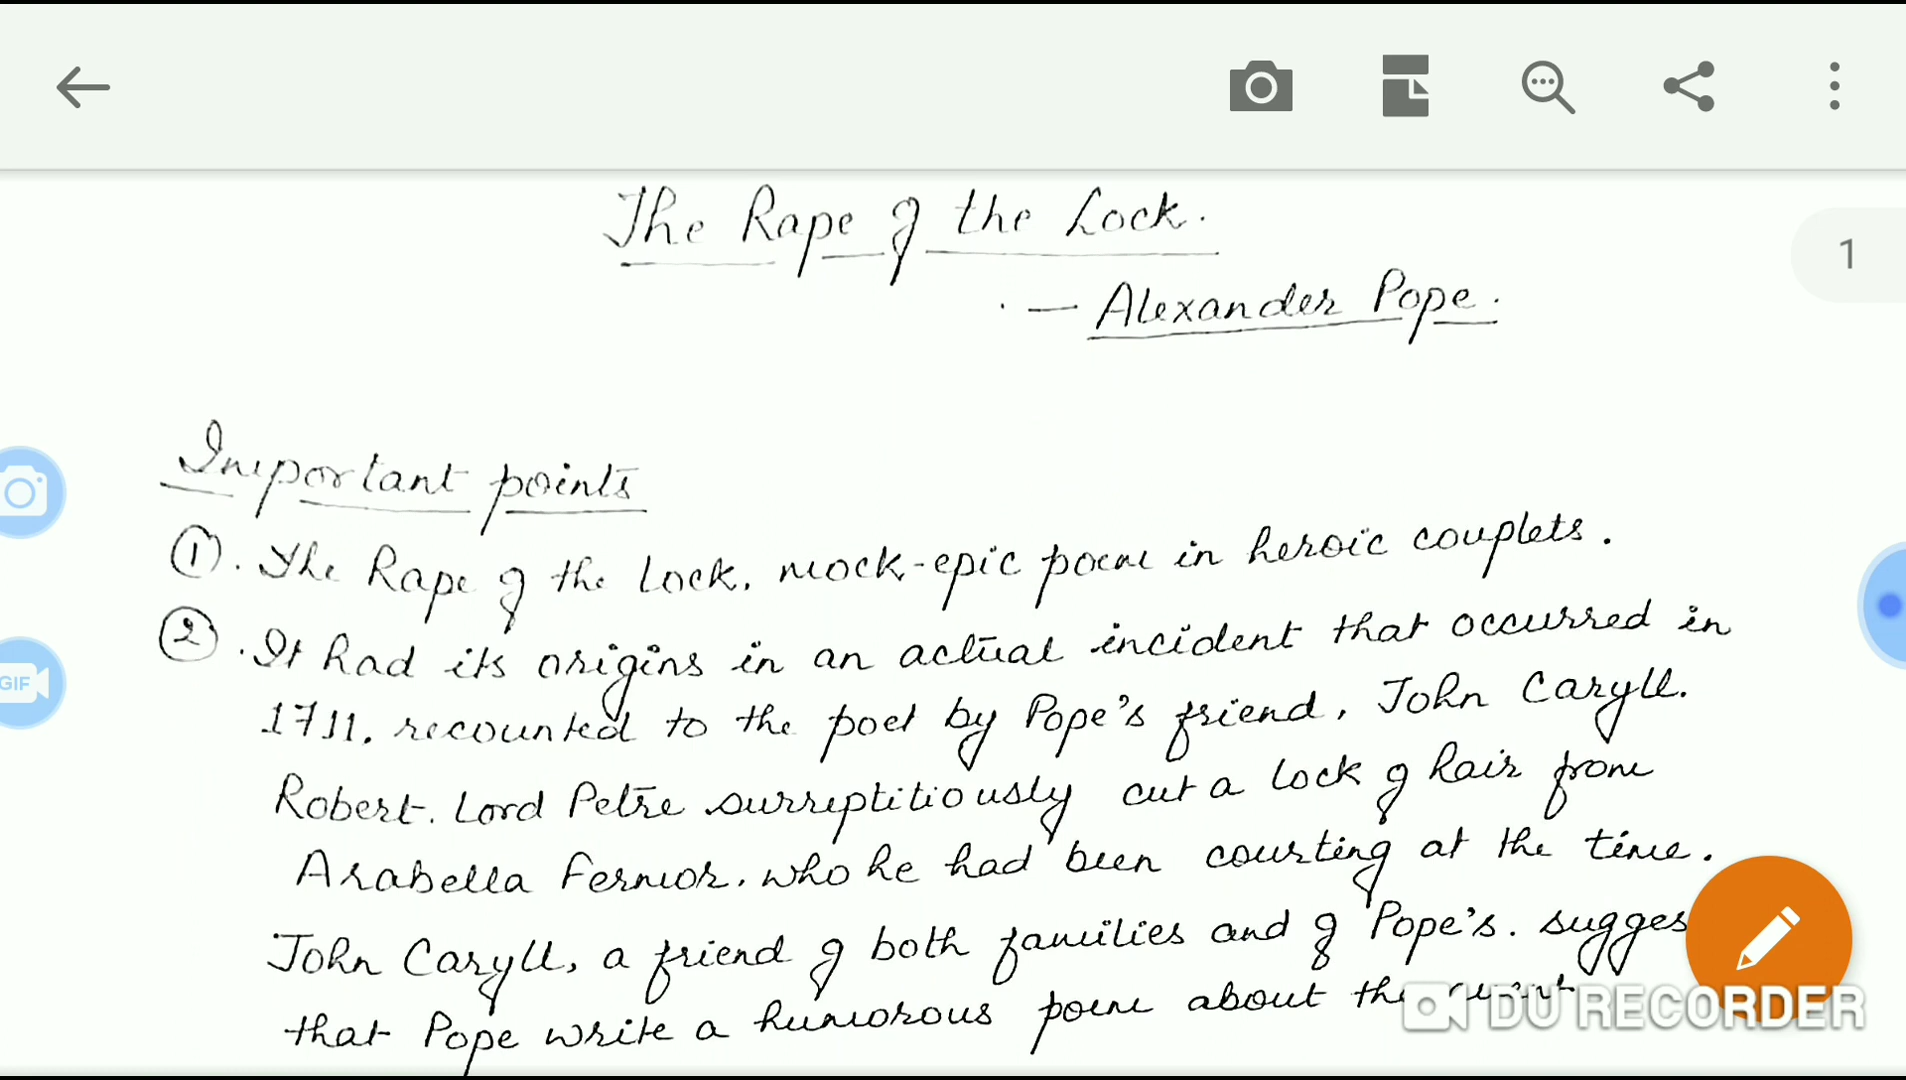 The Rape of the Lock.
— Alexander Pope.
1
Important points
①. The Rape of the Lock, mock-epic poem in heroic couplets.
②. It had its origins in an actual incident that occurred in
1711, recounted to the poet by Pope's friend, John Caryll.
Robert, Lord Petre surreptitiously cut a lock of hair from
Arabella Fermor, who he had been courting at the time.
John Caryll, a friend of both families and of Pope's. sugges
that Pope write a humorous poem about the event
GIF
DU RECORDER